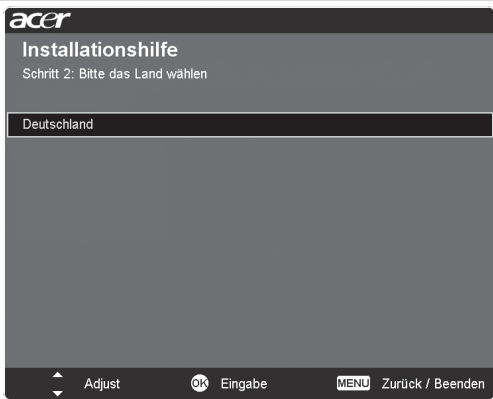 acer
Installationshilfe
Schritt 2: Bitte das Land wählen
Deutschland
Adjust OK Eingabe MENU Zurück / Beenden